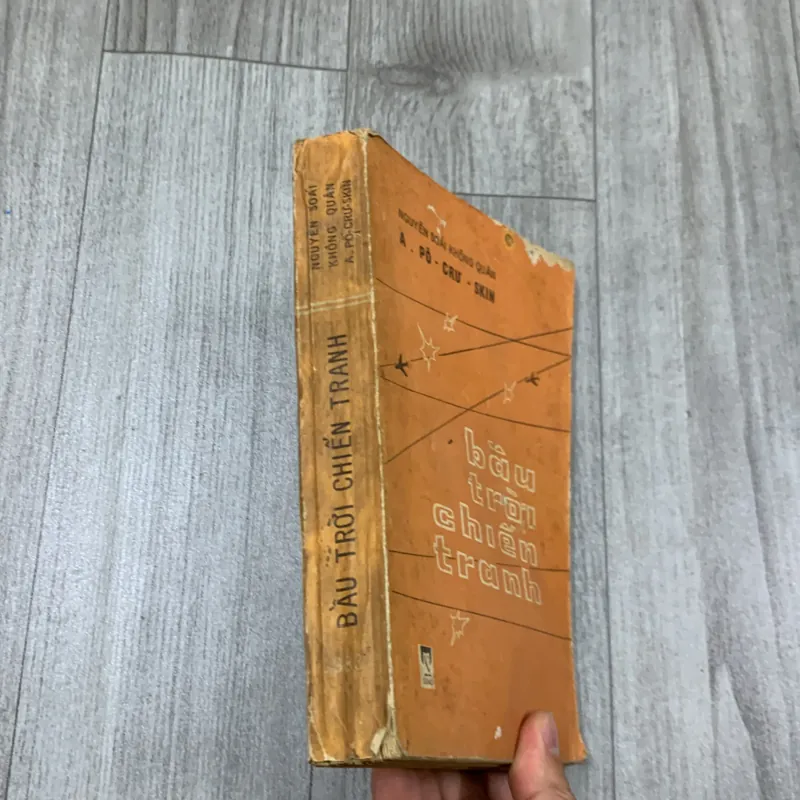 NGUYÊN SOÁI
KHÔNG QUÂN
A. PÔ-CRƯ-SKIN
BẦU TRỜI CHIẾN TRANH
NGUYÊN SOÁI KHÔNG QUÂN
A. PÔ-CRƯ-SKIN
bầu
trời
chiến
tranh